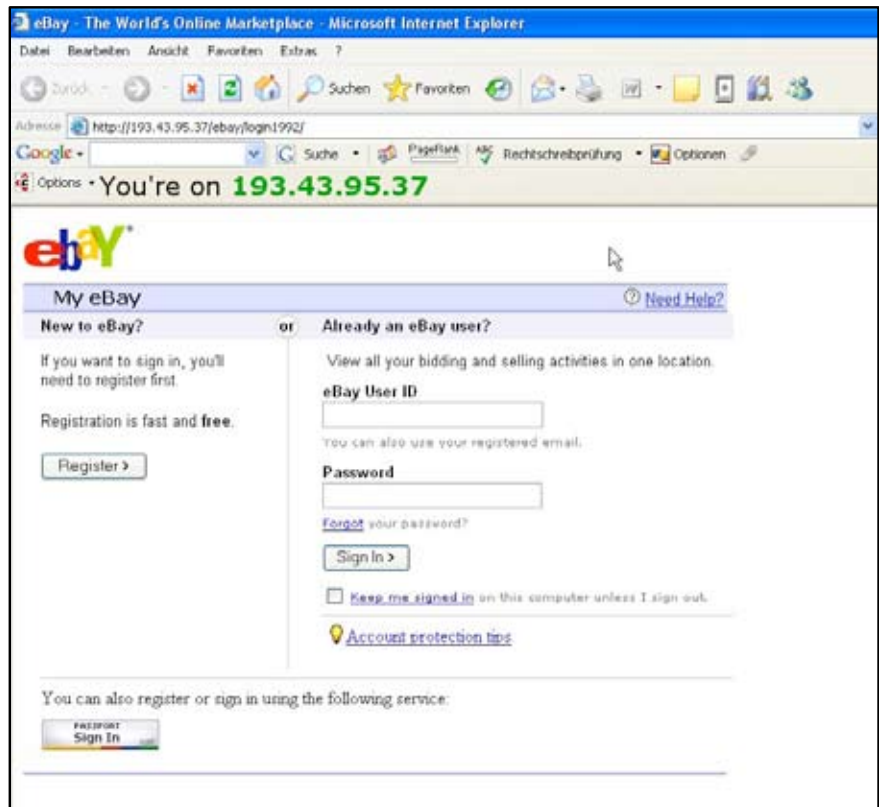 eBay - The World's Online Marketplace - Microsoft Internet Explorer
Datei Bearbeiten Ansicht Favoriten Extras ?
Zurück Suchen Favoriten
Adresse http://193.43.95.37/ebay/login1992/
Google Suche PageRank Rechtschreibprüfung Optionen
Options You're on 193.43.95.37
ebaY
My eBay Need Help?
New to eBay? or Already an eBay user?
If you want to sign in, you'll
need to register first.
View all your bidding and selling activities in one location.
eBay User ID
Registration is fast and free.
You can also use your registered email.
Register >
Password
Forgot your password?
Sign In >
Keep me signed in on this computer unless I sign out.
Account protection tips
You can also register or sign in using the following service:
PASSPORT
Sign In